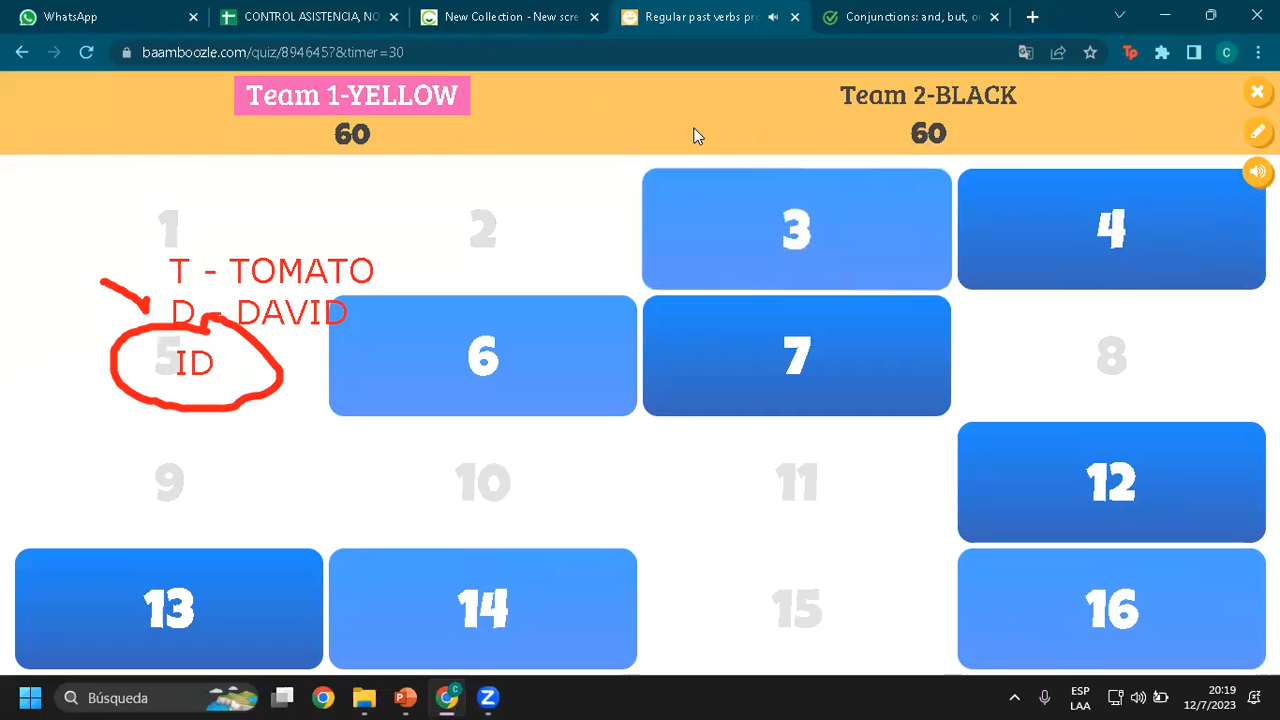 WhatsApp
CONTROL ASISTENCIA, NO
New Collection - New scre
Regular past verbs pre
Conjunctions: and, but, o
baamboozle.com/quiz/894645?&timer=30
Team 1-YELLOW
60
Team 2-BLACK
60
1
2
3
4
T - TOMATO
D - DAVID
5
ID
6
7
8
9
10
11
12
13
14
15
16
Búsqueda
ESP
LAA
20:19
12/7/2023